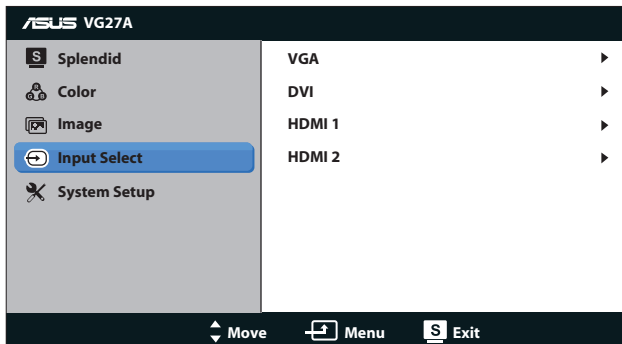 ASUS VG27A
S Splendid
R G B Color
Image
Input Select
System Setup
VGA
DVI
HDMI 1
HDMI 2
Move Menu S Exit